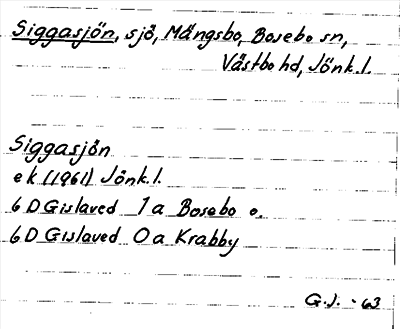 Siggasjön, sjö, Mängsbo, Bosebo sn,
Västbo hd, Jönk.l.
Siggasjön
ek (1961) Jönk.l.
6 D Gislaved 1 a Bosebo o.
6 D Gislaved 0 a Krabby
G.J. - 63